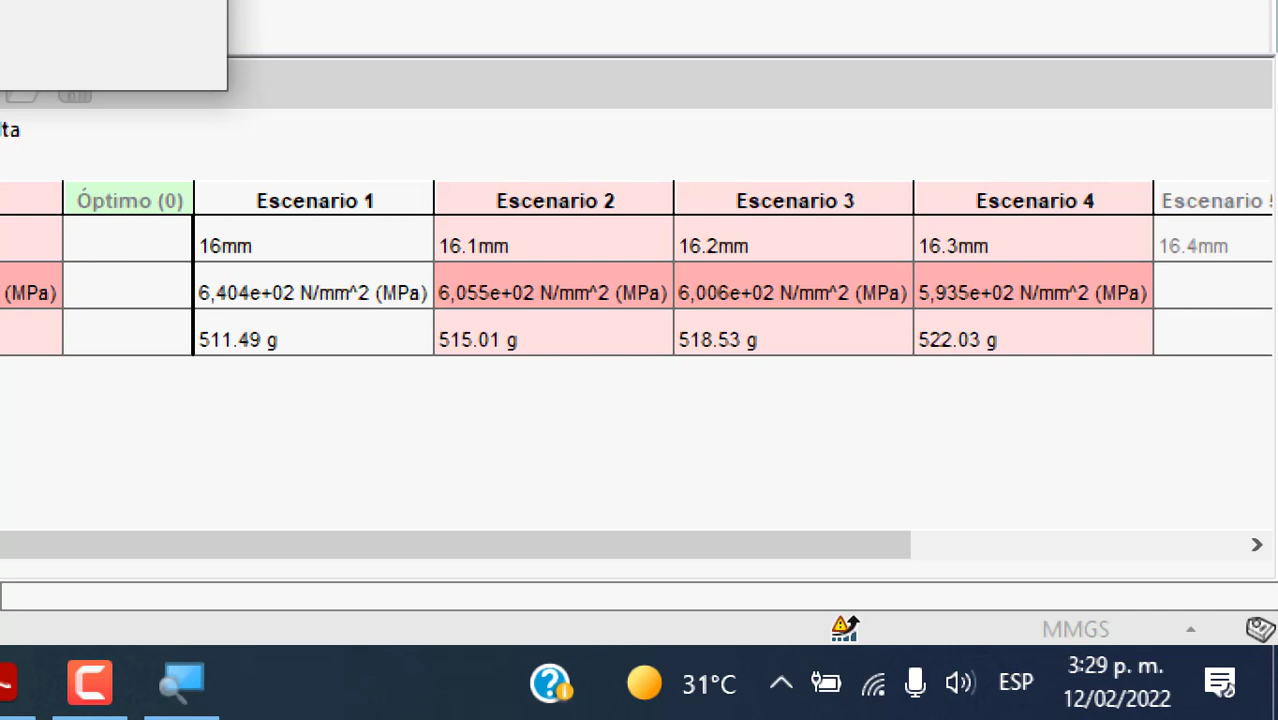 lta
Óptimo (0) Escenario 1 Escenario 2 Escenario 3 Escenario 4 Escenario
16mm 16.1mm 16.2mm 16.3mm 16.4mm
(MPa) 6,404e+02 N/mm^2 (MPa) 6,055e+02 N/mm^2 (MPa) 6,006e+02 N/mm^2 (MPa) 5,935e+02 N/mm^2 (MPa)
511.49 g 515.01 g 518.53 g 522.03 g
MMGS
31°C ESP 3:29 p. m.
12/02/2022